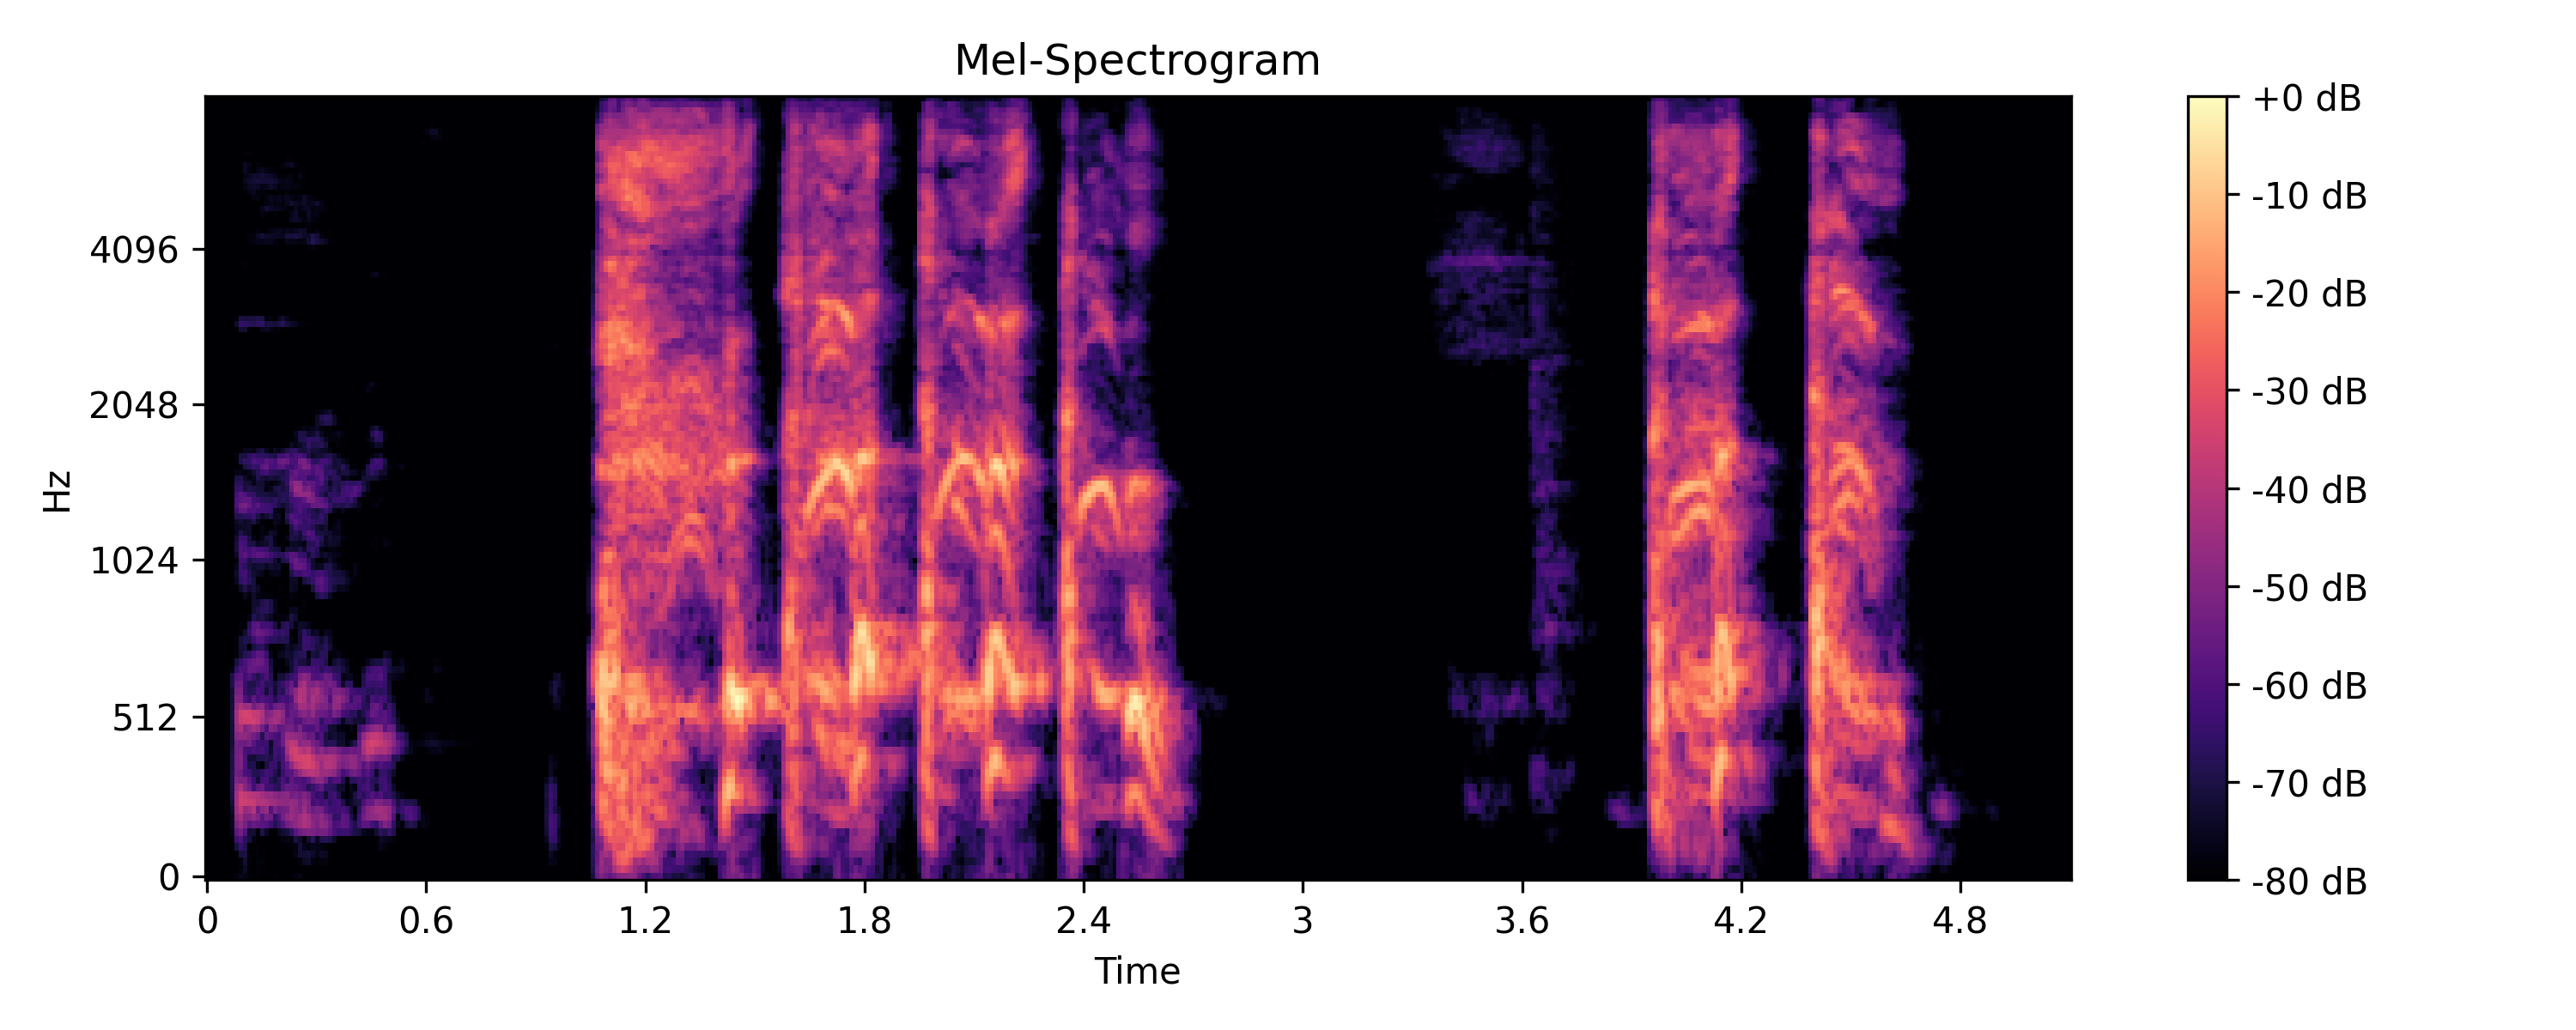 Mel-Spectrogram
+0 dB
-10 dB
-20 dB
-30 dB
-40 dB
-50 dB
-60 dB
-70 dB
-80 dB
4096
2048
1024
512
0
Hz
0 0.6 1.2 1.8 2.4 3 3.6 4.2 4.8
Time